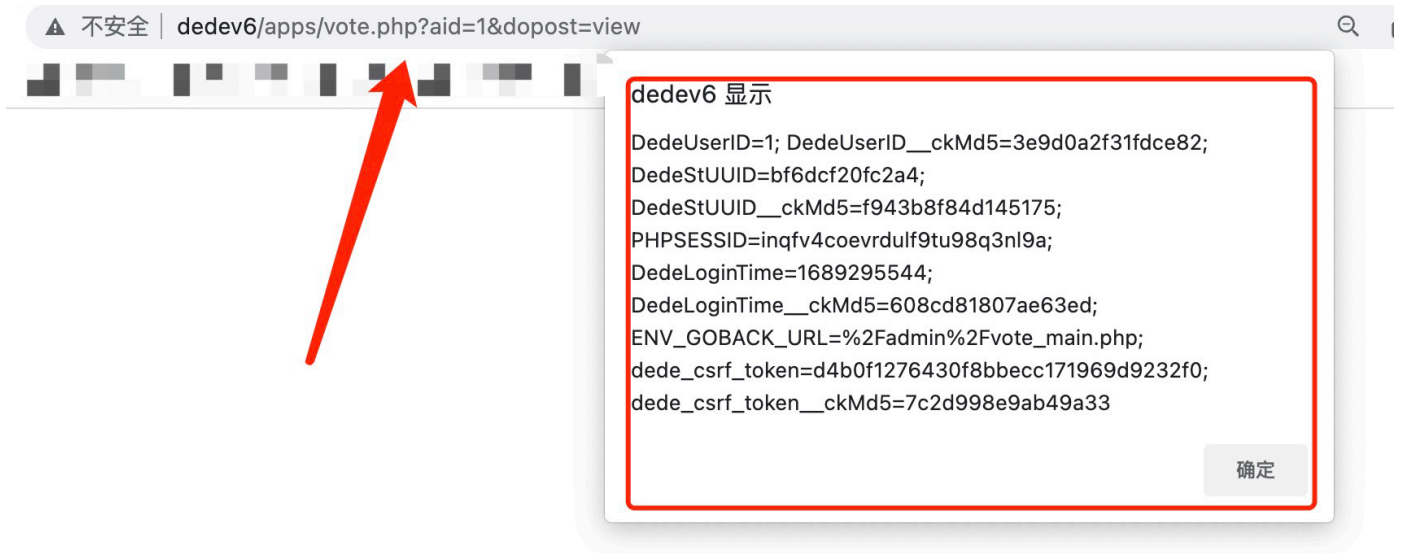 不安全 dedev6/apps/vote.php?aid=1&dopost=view
dedev6 显示
DedeUserID=1; DedeUserID__ckMd5=3e9d0a2f31fdce82;
DedeStUUID=bf6dcf20fc2a4;
DedeStUUID__ckMd5=f943b8f84d145175;
PHPSESSID=inqfv4coevrdulf9tu98q3nl9a;
DedeLoginTime=1689295544;
DedeLoginTime__ckMd5=608cd81807ae63ed;
ENV_GOBACK_URL=%2Fadmin%2Fvote_main.php;
dede_csrf_token=d4b0f1276430f8bbecc171969d9232f0;
dede_csrf_token__ckMd5=7c2d998e9ab49a33
确定